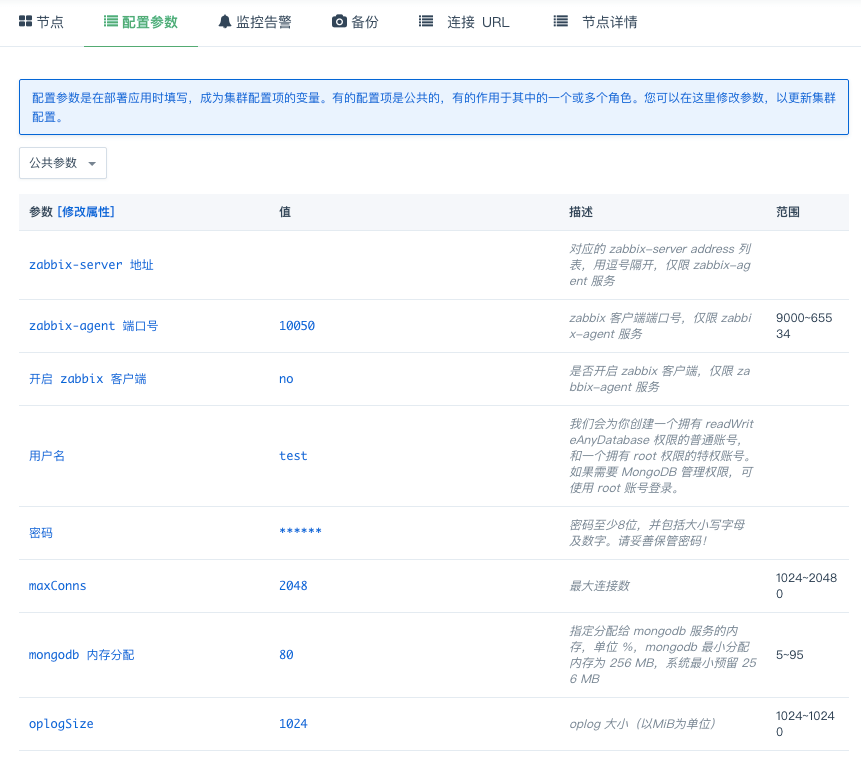 节点 配置参数 监控告警 备份 连接 URL 节点详情
配置参数是在部署应用时填写，成为集群配置项的变量。有的配置项是公共的，有的作用于其中的一个或多个角色。您可以在这里修改参数，以更新集群
配置。
公共参数
参数 [修改属性] 值 描述 范围
zabbix-server 地址
对应的 zabbix-server address 列
表，用逗号隔开，仅限 zabbix-ag
ent 服务
zabbix-agent 端口号
10050
zabbix 客户端端口号，仅限 zabbi
x-agent 服务
9000~655
34
开启 zabbix 客户端
no
是否开启 zabbix 客户端，仅限 za
bbix-agent 服务
用户名
test
我们会为你创建一个拥有 readWrit
eAnyDatabase 权限的普通账号，
和一个拥有 root 权限的特权账号。
如果需要 MongoDB 管理权限，可
使用 root 账号登录。
密码
******
密码至少8位，并包括大小写字母
及数字。请妥善保管密码！
maxConns
2048
最大连接数
1024~2048
0
mongodb 内存分配
80
指定分配给 mongodb 服务的内
存，单位 %，mongodb 最小分配
内存为 256 MB，系统最小预留 25
6 MB
5~95
oplogSize
1024
oplog 大小（以MiB为单位）
1024~1024
0